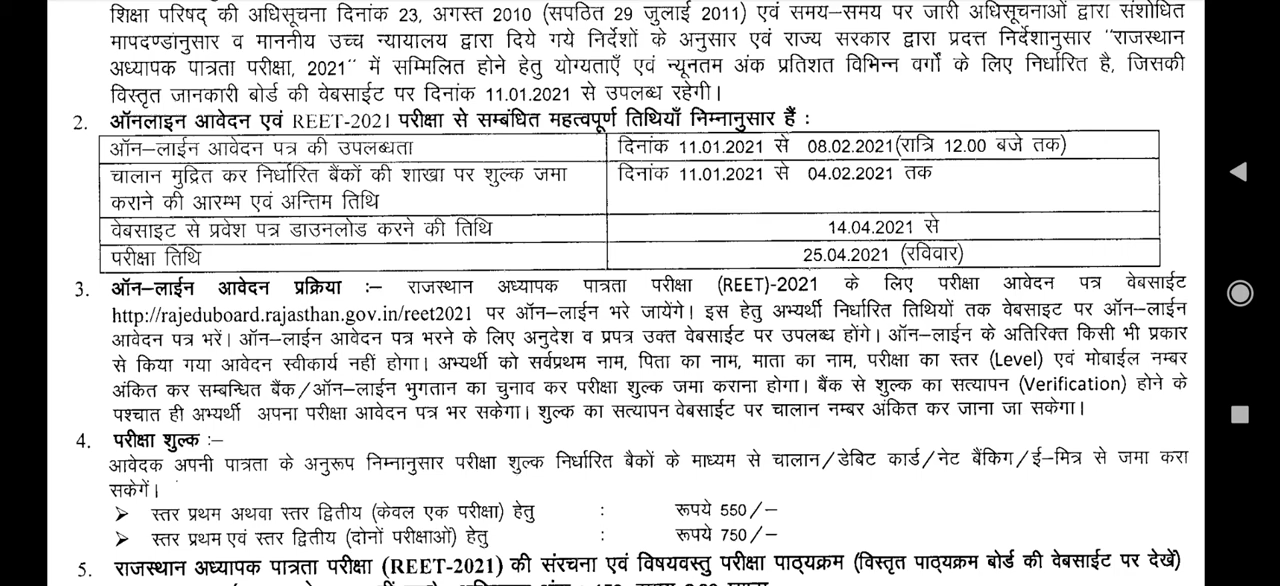 शिक्षा परिषद् की अधिसूचना दिनांक 23, अगस्त 2010 (सपठित 29 जुलाई 2011) एवं समय–समय पर जारी अधिसूचनाओं द्वारा संशोधित
मापदण्डांनुसार व माननीय उच्च न्यायालय द्वारा दिये गये निर्देशों के अनुसार एवं राज्य सरकार द्वारा प्रदत्त निर्देशानुसार "राजस्थान
अध्यापक पात्रता परीक्षा, 2021" में सम्मिलित होने हेतु योग्यताएँ एवं न्यूनतम अंक प्रतिशत विभिन्न वर्गो के लिए निर्धारित है, जिसकी
विस्तृत जानकारी बोर्ड की वेबसाईट पर दिनांक 11.01.2021 से उपलब्ध रहेगी।
2. ऑनलाइन आवेदन एवं REET-2021 परीक्षा से सम्बंधित महत्वपूर्ण तिथियाँ निम्नानुसार हैं :
ऑन–लाईन आवेदन पत्र की उपलब्धता दिनांक 11.01.2021 से 08.02.2021(रात्रि 12.00 बजे तक)
चालान मुद्रित कर निर्धारित बैंकों की शाखा पर शुल्क जमा दिनांक 11.01.2021 से 04.02.2021 तक
कराने की आरम्भ एवं अन्तिम तिथि
वेबसाईट से प्रवेश पत्र डाउनलोड करने की तिथि 14.04.2021 से
परीक्षा तिथि 25.04.2021 (रविवार)
3. ऑन–लाईन आवेदन प्रक्रिया :– राजस्थान अध्यापक पात्रता परीक्षा (REET)-2021 के लिए परीक्षा आवेदन पत्र वेबसाईट
http://rajeduboard.rajasthan.gov.in/reet2021 पर ऑन–लाईन भरे जायेंगे। इस हेतु अभ्यर्थी निर्धारित तिथियों तक वेबसाइट पर ऑन–लाईन
आवेदन पत्र भरें। ऑन–लाईन आवेदन पत्र भरने के लिए अनुदेश व प्रपत्र उक्त वेबसाईट पर उपलब्ध होंगे। ऑन–लाईन के अतिरिक्त किसी भी प्रकार
से किया गया आवेदन स्वीकार्य नहीं होगा। अभ्यर्थी को सर्वप्रथम नाम, पिता का नाम, माता का नाम, परीक्षा का स्तर (Level) एवं मोबाईल नम्बर
अंकित कर सम्बन्धित बैंक/ऑन–लाईन भुगतान का चुनाव कर परीक्षा शुल्क जमा कराना होगा। बैंक से शुल्क का सत्यापन (Verification) होने के
पश्चात ही अभ्यर्थी अपना परीक्षा आवेदन पत्र भर सकेगा। शुल्क का सत्यापन वेबसाईट पर चालान नम्बर अंकित कर जाना जा सकेगा।
4. परीक्षा शुल्क :–
आवेदक अपनी पात्रता के अनुरूप निम्नानुसार परीक्षा शुल्क निर्धारित बैकों के माध्यम से चालान/डेबिट कार्ड/नेट बैंकिग/ई–मित्र से जमा करा
सकेगें।
➢ स्तर प्रथम अथवा स्तर द्वितीय (केवल एक परीक्षा) हेतु : रूपये 550/–
➢ स्तर प्रथम एवं स्तर द्वितीय (दोनों परीक्षाओं) हेतु : रूपये 750/–
5. राजस्थान अध्यापक पात्रता परीक्षा (REET-2021) की संरचना एवं विषयवस्तु परीक्षा पाठ्यक्रम (विस्तृत पाठ्यक्रम बोर्ड की वेबसाईट पर देखें)